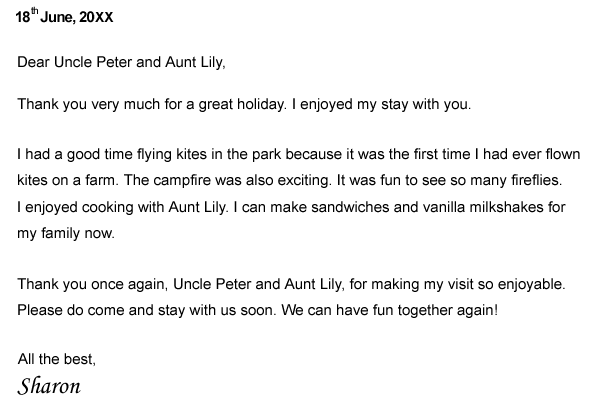 18th June, 20XX
Dear Uncle Peter and Aunt Lily,
Thank you very much for a great holiday. I enjoyed my stay with you.
I had a good time flying kites in the park because it was the first time I had ever flown
kites on a farm. The campfire was also exciting. It was fun to see so many fireflies.
I enjoyed cooking with Aunt Lily. I can make sandwiches and vanilla milkshakes for
my family now.
Thank you once again, Uncle Peter and Aunt Lily, for making my visit so enjoyable.
Please do come and stay with us soon. We can have fun together again!
All the best,
Sharon